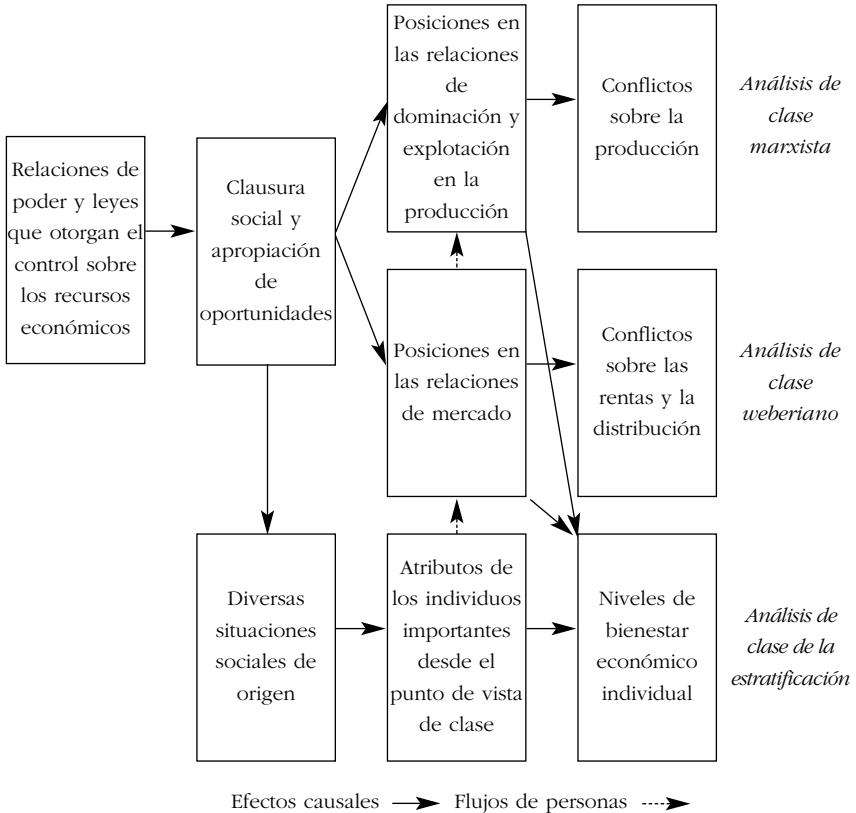 Relaciones de
poder y leyes
que otorgan el
control sobre
los recursos
económicos
Clausura
social y
apropiación
de
oportunidades
Posiciones en
las relaciones
de
dominación y
explotación
en la
producción
Conflictos
sobre la
producción
Análisis de
clase
marxista
Posiciones en
las relaciones
de mercado
Conflictos
sobre las
rentas y la
distribución
Análisis de
clase
weberiano
Diversas
situaciones
sociales de
origen
Atributos de
los individuos
importantes
desde el
punto de vista
de clase
Niveles de
bienestar
económico
individual
Análisis de
clase de la
estratificación
Efectos causales
Flujos de personas